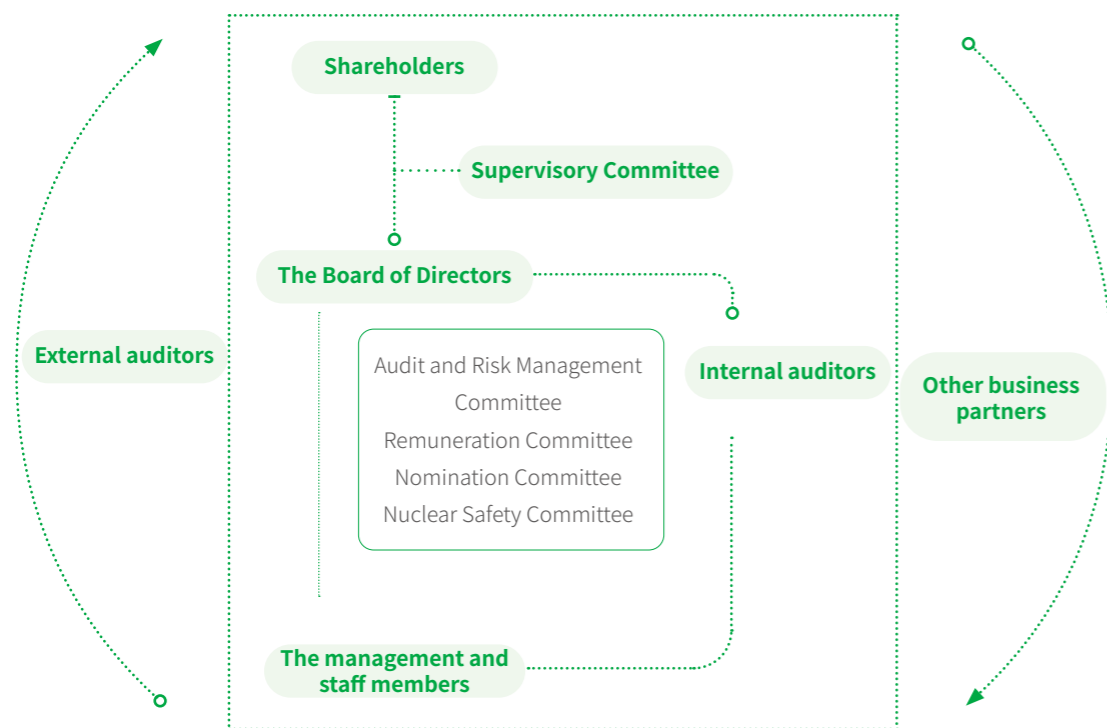 Shareholders
Supervisory Committee
The Board of Directors
External auditors
Audit and Risk Management
Committee
Remuneration Committee
Nomination Committee
Nuclear Safety Committee
Internal auditors
Other business
partners
The management and
staff members